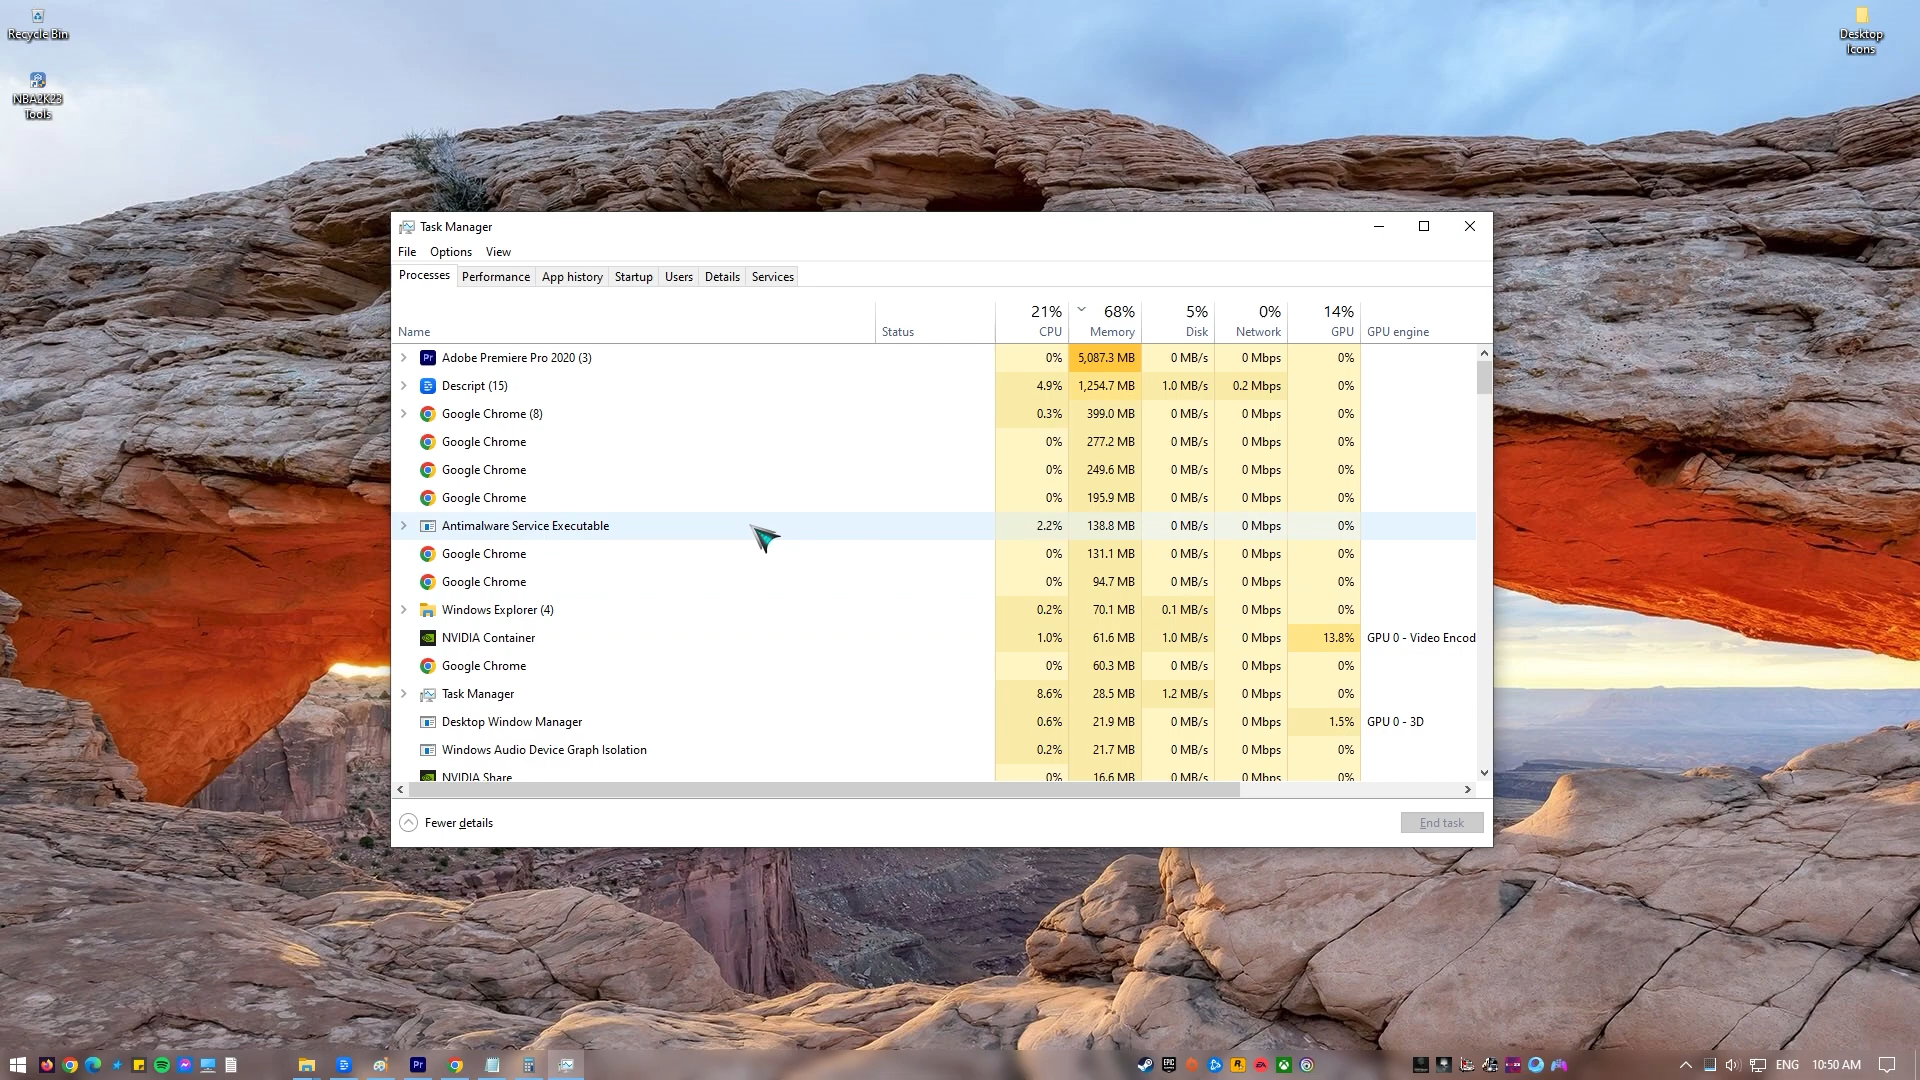 Recycle Bin
NBA2K23
Tools
Desktop
Icons
Task Manager
File Options View
Processes Performance App history Startup Users Details Services
21% 68% 5% 0% 14%
Name Status CPU Memory Disk Network GPU GPU engine
Adobe Premiere Pro 2020 (3) 0% 5,087.3 MB 0 MB/s 0 Mbps 0%
Descript (15) 4.9% 1,254.7 MB 1.0 MB/s 0.2 Mbps 0%
Google Chrome (8) 0.3% 399.0 MB 0 MB/s 0 Mbps 0%
Google Chrome 0% 277.2 MB 0 MB/s 0 Mbps 0%
Google Chrome 0% 249.6 MB 0 MB/s 0 Mbps 0%
Google Chrome 0% 195.9 MB 0 MB/s 0 Mbps 0%
Antimalware Service Executable 2.2% 138.8 MB 0 MB/s 0 Mbps 0%
Google Chrome 0% 131.1 MB 0 MB/s 0 Mbps 0%
Google Chrome 0% 94.7 MB 0 MB/s 0 Mbps 0%
Windows Explorer (4) 0.2% 70.1 MB 0.1 MB/s 0 Mbps 0%
NVIDIA Container 1.0% 61.6 MB 1.0 MB/s 0 Mbps 13.8% GPU 0 - Video Encod
Google Chrome 0% 60.3 MB 0 MB/s 0 Mbps 0%
Task Manager 8.6% 28.5 MB 1.2 MB/s 0 Mbps 0%
Desktop Window Manager 0.6% 21.9 MB 0 MB/s 0 Mbps 1.5% GPU 0 - 3D
Windows Audio Device Graph Isolation 0.2% 21.7 MB 0 MB/s 0 Mbps 0%
NVIDIA Share 0% 16.6 MB 0 MB/s 0 Mbps 0%
Fewer details End task
Pr EPIC R EA ENG 10:50 AM